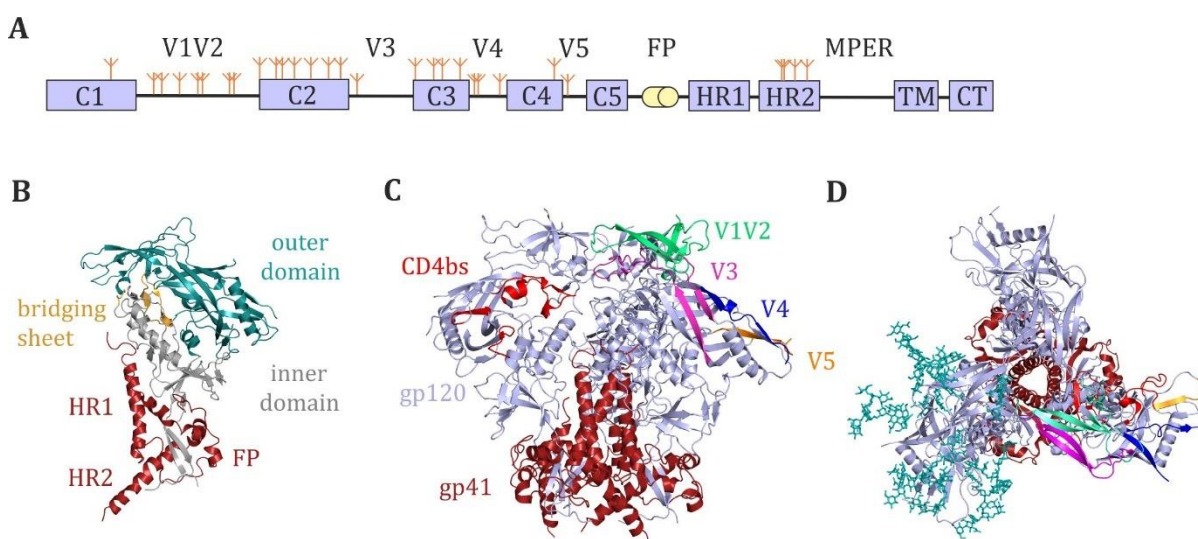 A
V1V2 V3 V4 V5 FP MPER
C1 C2 C3 C4 C5 HR1 HR2 TM CT
B
outer
domain
bridging
sheet
inner
domain
HR1
HR2
FP
C
V1V2
CD4bs
V3
V4
V5
gp120
gp41
D